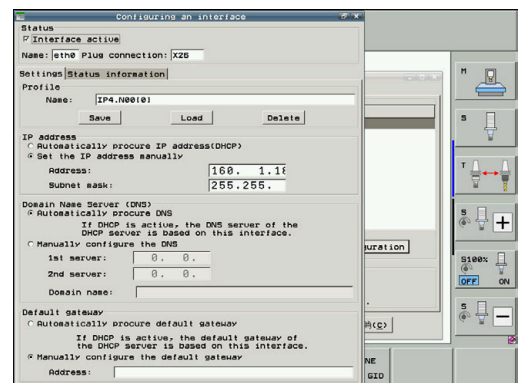 Configuring an interface
Status
Interface active
Name: eth0 Plug connection: X26
Settings Status information
Profile
Name: IP4.N00[0]
Save Load Delete
IP address
Automatically procure IP address(DHCP)
Set the IP address manually
Address: 160. 1.18
Subnet mask: 255.255.
Domain Name Server (DNS)
Automatically procure DNS
If DHCP is active, the DNS server of the
DHCP server is based on this interface.
Manually configure the DNS
1st server: 0. 0.
2nd server: 0. 0.
Domain name:
Default gateway
Automatically procure default gateway
If DHCP is active, the default gateway of
the DHCP server is based on this interface.
Manually configure the default gateway
Address:
uration
(C)
NE
GID
M
S
T
S
S100%
OFF ON
S